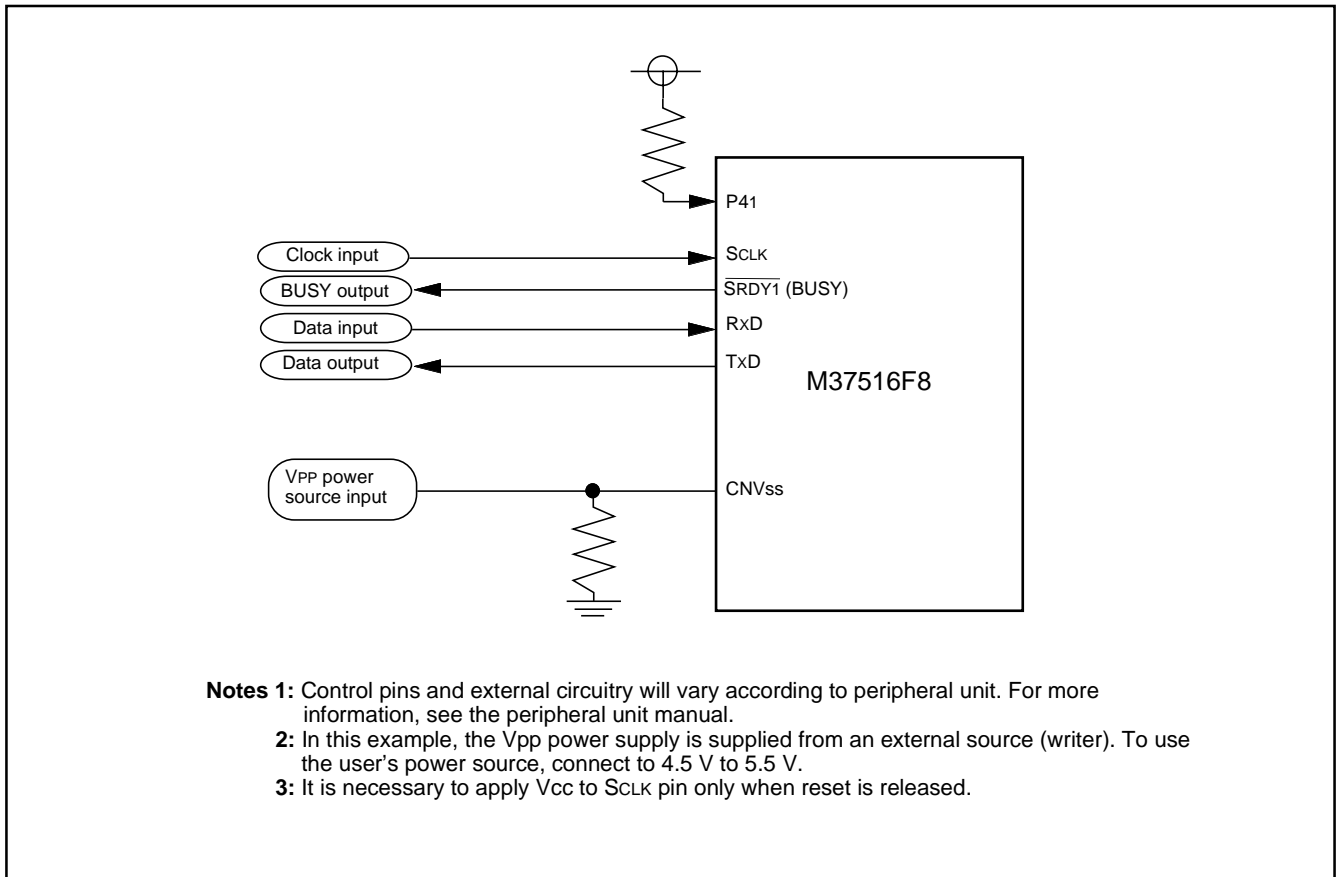 P41
Clock input
SCLK
BUSY output
SRDY1 (BUSY)
Data input
RxD
Data output
TxD
M37516F8
VPP power
source input
CNVss
Notes 1: Control pins and external circuitry will vary according to peripheral unit. For more
information, see the peripheral unit manual.
2: In this example, the Vpp power supply is supplied from an external source (writer). To use
the user's power source, connect to 4.5 V to 5.5 V.
3: It is necessary to apply Vcc to SCLK pin only when reset is released.